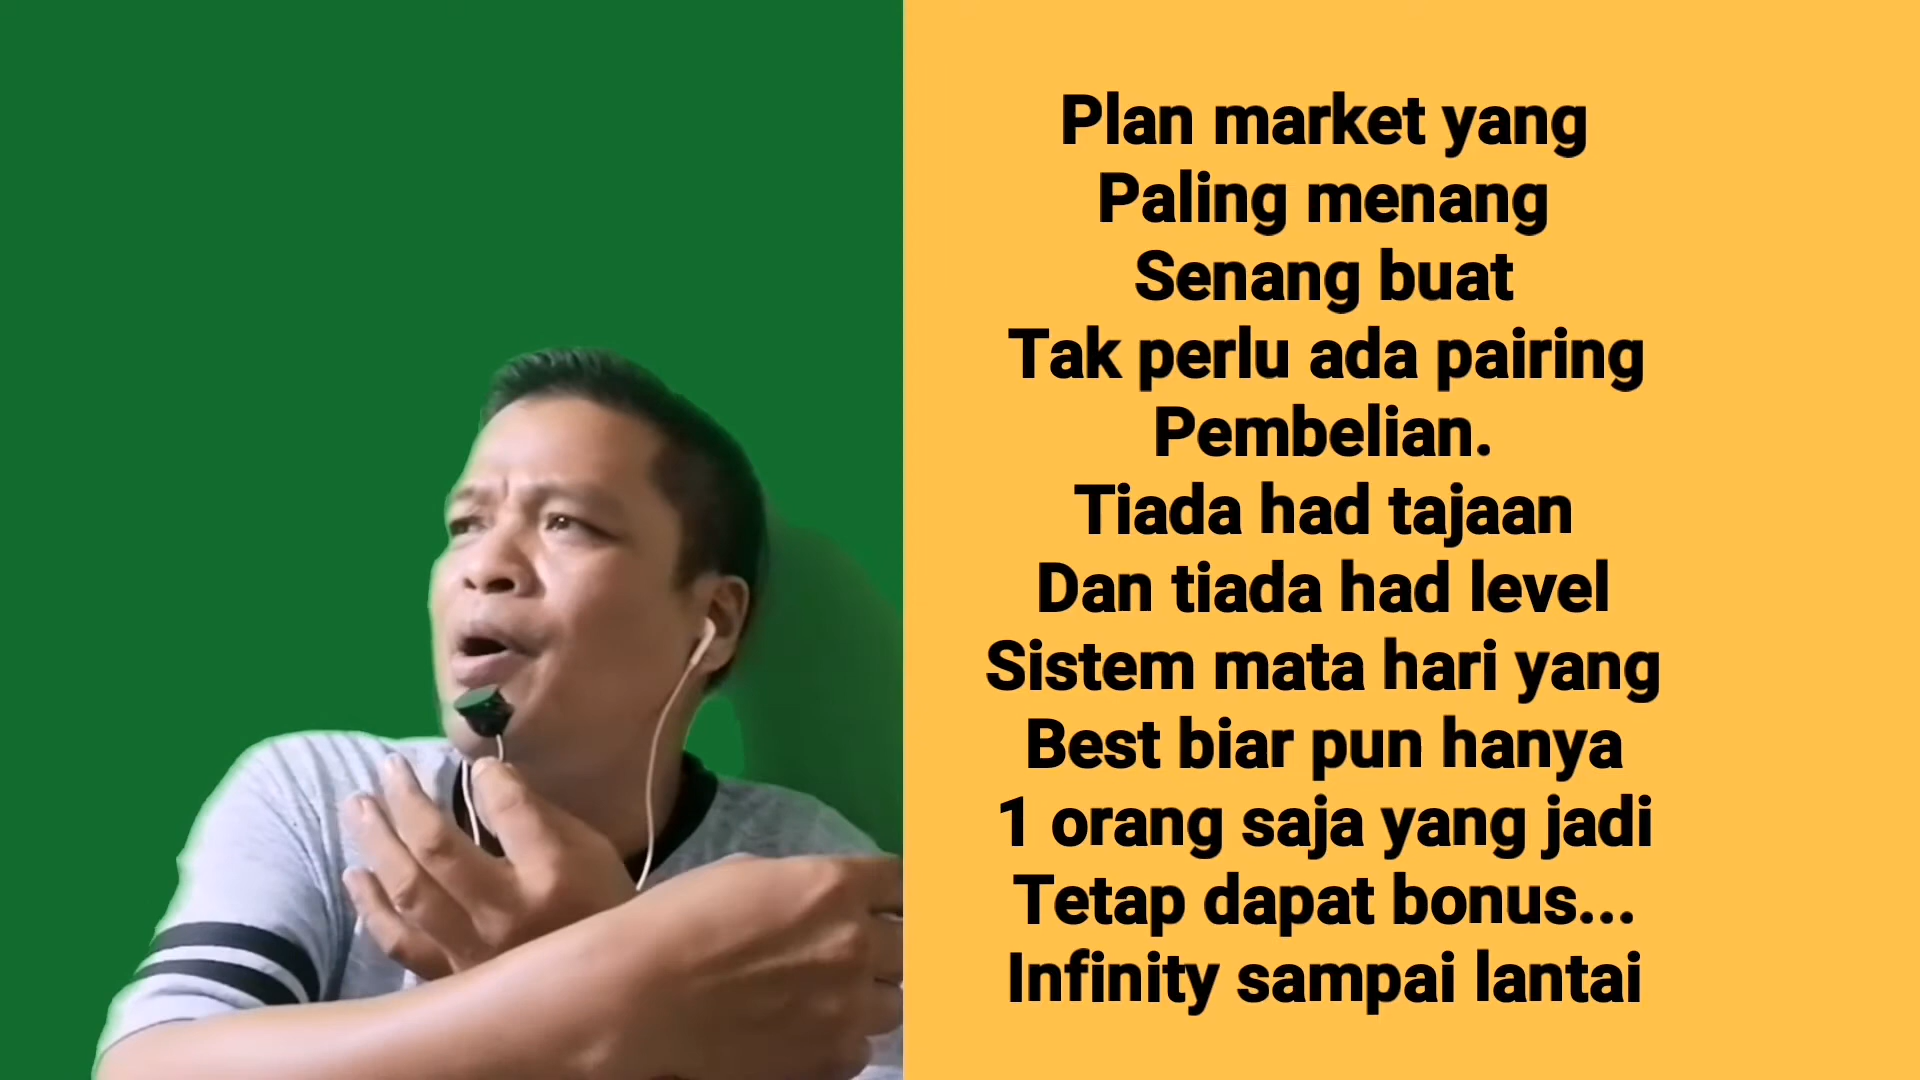 Plan market yang
Paling menang
Senang buat
Tak perlu ada pairing
Pembelian.
Tiada had tajaan
Dan tiada had level
Sistem mata hari yang
Best biar pun hanya
1 orang saja yang jadi
Tetap dapat bonus...
Infinity sampai lantai